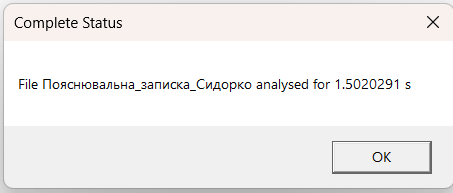 Complete Status
File Пояснювальна_записка_Сидорко analysed for 1.5020291 s
OK